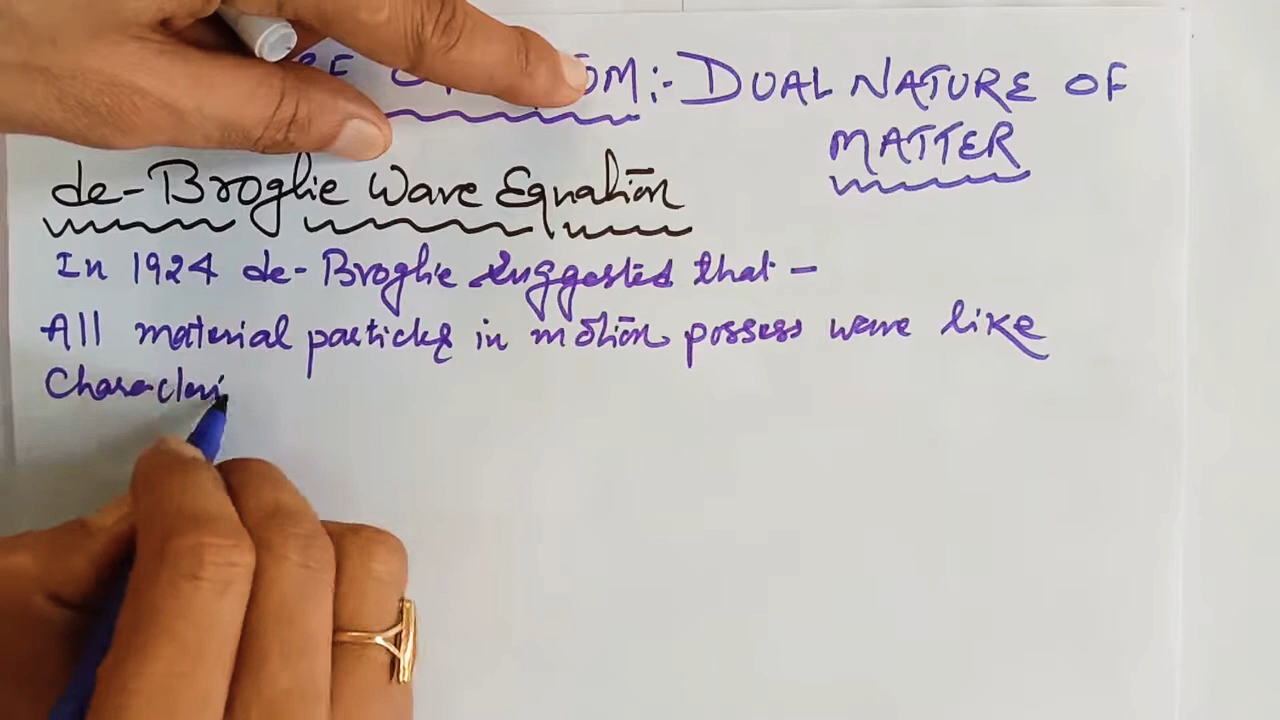 OM:- DUAL NATURE OF
MATTER
de-Broglie Wave Equation
In 1924 de-Broglie suggested that -
All material particles in motion possess wave like
Characteri